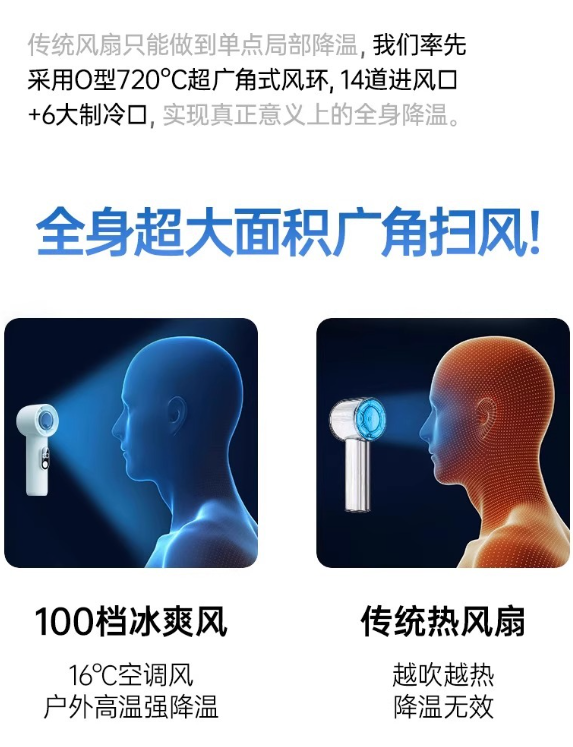 传统风扇只能做到单点局部降温, 我们率先
采用O型720°C超广角式风环, 14道进风口
+6大制冷口, 实现真正意义上的全身降温。
全身超大面积广角扫风!
100档冰爽风
16°C空调风
户外高温强降温
传统热风扇
越吹越热
降温无效